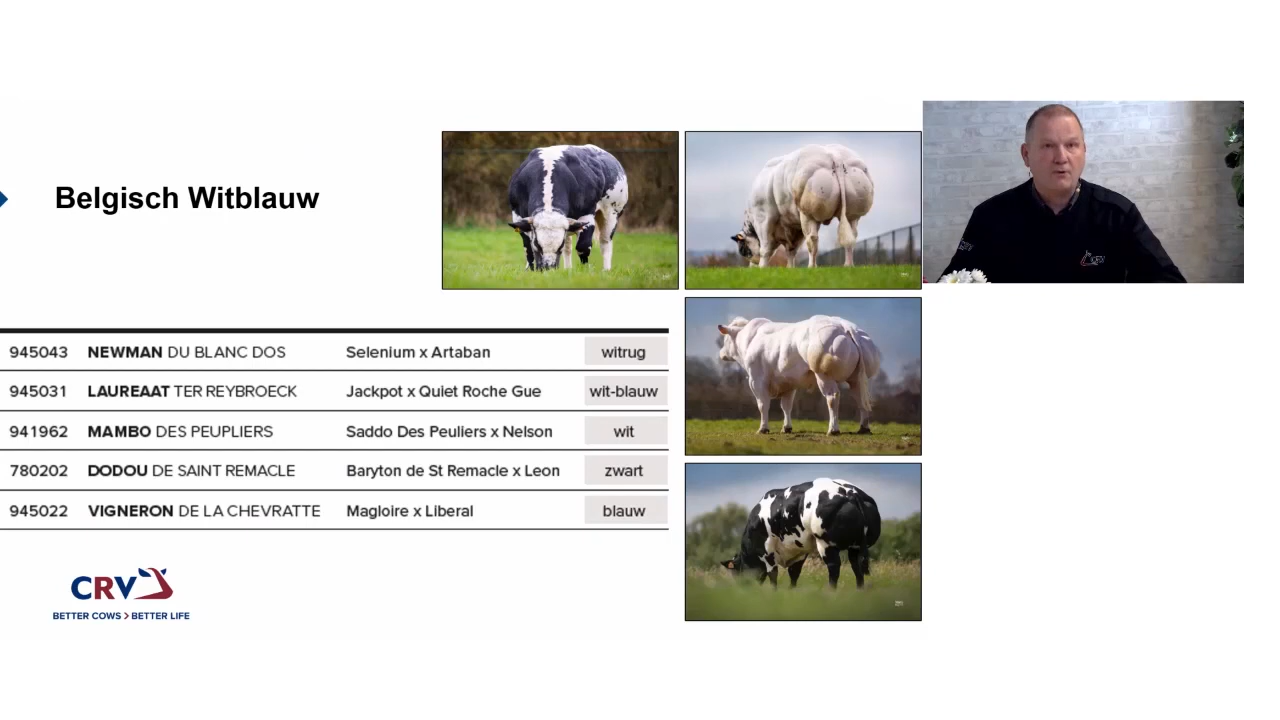 Belgisch Witblauw
945043 NEWMAN DU BLANC DOS Selenium x Artaban witrug
945031 LAUREAAT TER REYBROECK Jackpot x Quiet Roche Gue wit-blauw
941962 MAMBO DES PEUPLIERS Saddo Des Peuliers x Nelson wit
780202 DODOU DE SAINT REMACLE Baryton de St Remacle x Leon zwart
945022 VIGNERON DE LA CHEVRATTE Magloire x Liberal blauw
CRV
BETTER COWS > BETTER LIFE